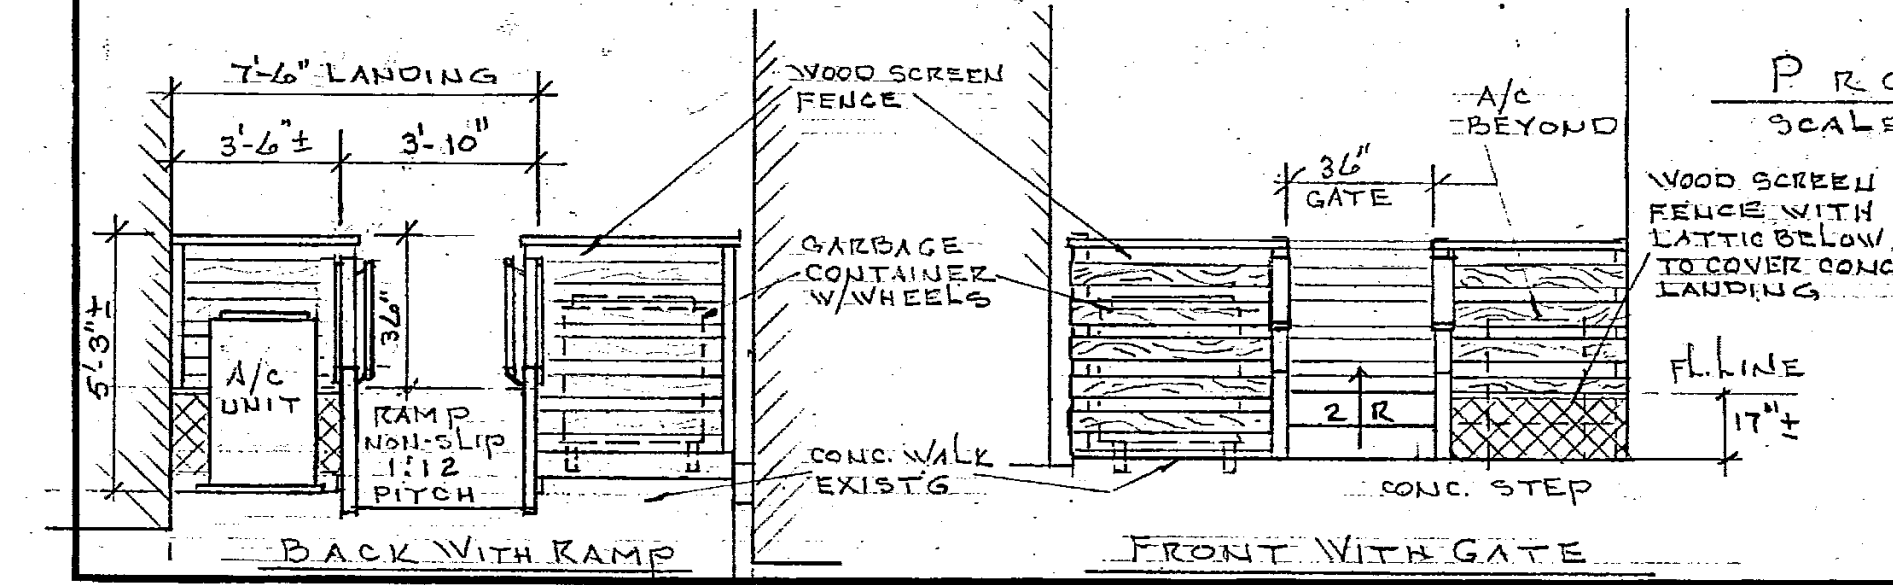 7'-6" LANDING
3'-6"±
3'-10"
5'-3"±
36"
A/C
UNIT
RAMP
NON-SLIP
1:12
PITCH
BACK WITH RAMP
WOOD SCREEN
FENCE
GARBAGE
CONTAINER
W/WHEELS
CONC. WALK
EXIST'G
36"
GATE
A/C
BEYOND
2 R
CONC. STEP
FRONT WITH GATE
WOOD SCREEN
FENCE WITH
LATTIC BELOW
TO COVER CONC
LANDING
FL. LINE
17"±
PRO
SCALE